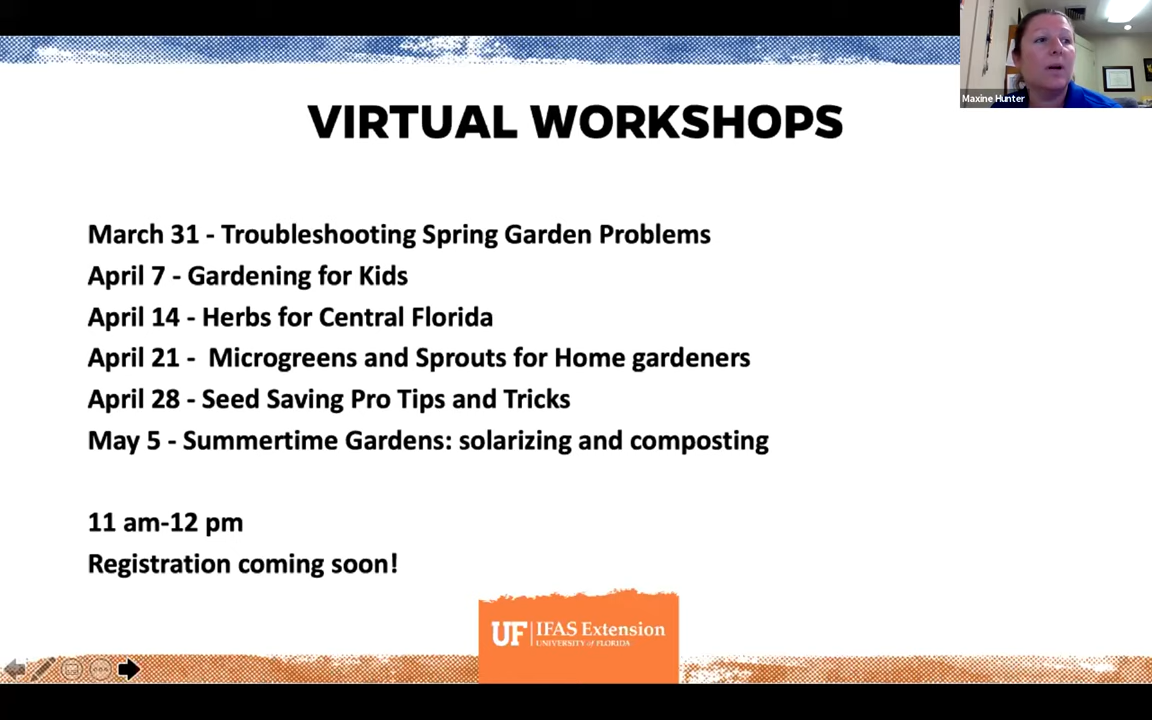 Maxine Hunter
VIRTUAL WORKSHOPS
March 31 - Troubleshooting Spring Garden Problems
April 7 - Gardening for Kids
April 14 - Herbs for Central Florida
April 21 -  Microgreens and Sprouts for Home gardeners
April 28 - Seed Saving Pro Tips and Tricks
May 5 - Summertime Gardens: solarizing and composting
11 am-12 pm
Registration coming soon!
UF | IFAS Extension
UNIVERSITY of FLORIDA